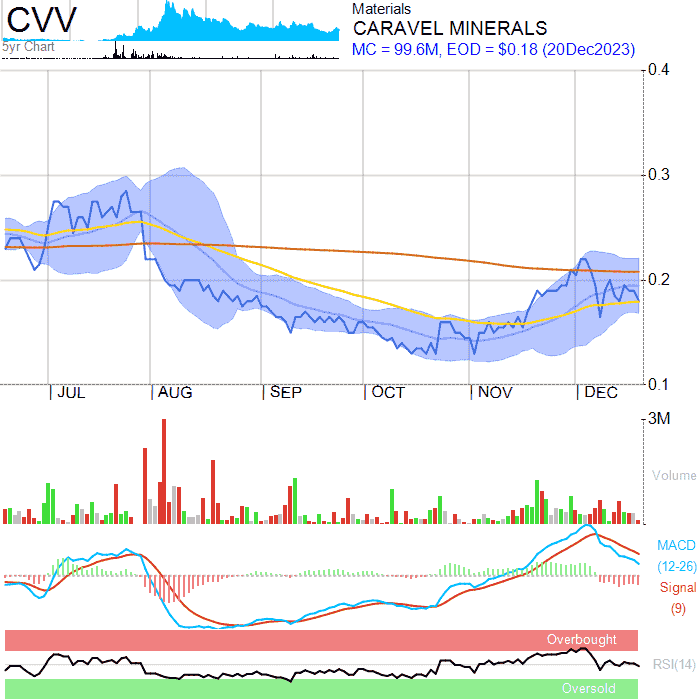 CVV
5yr Chart
Materials
CARAVEL MINERALS
MC = 99.6M, EOD = $0.18 (20Dec2023)
0.4
0.3
0.2
0.1
JUL AUG SEP OCT NOV DEC
3M
Volume
MACD
(12-26)
Signal
(9)
Overbought
RSI(14)
Oversold